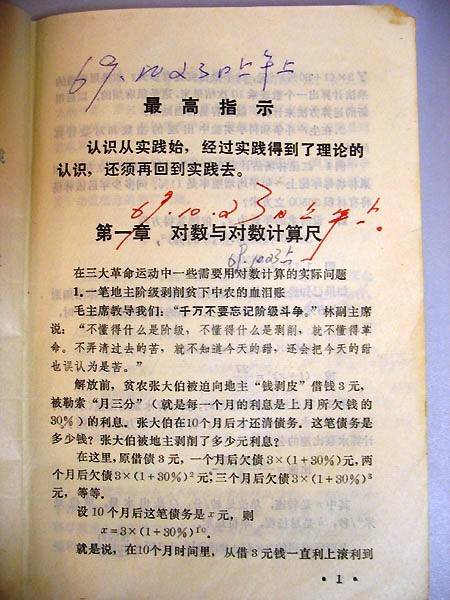 69.10.23日上午上
最高指示
认识从实践始，经过实践得到了理论的
认识，还须再回到实践去。
69.10.23日上午上。
第一章　对数与对数计算尺
69.10.23上
在三大革命运动中一些需要用对数计算的实际问题
1.一笔地主阶级剥削贫下中农的血泪账
毛主席教导我们：“千万不要忘记阶级斗争。”林副主席
说：“不懂得什么是阶级，不懂得什么是剥削，就不懂得革
命。不弄清过去的苦，就不知道今天的甜，还会把今天的甜
也误认为是苦。”
解放前，贫农张大伯被迫向地主“钱剥皮”借钱3元，
被勒索“月三分”（就是每一个月的利息是上月所欠钱的
30%）的利息。张大伯在10个月后才还清债务。这笔债务是
多少钱？张大伯被地主剥削了多少元利息？
在这里，原借债3元，一个月后欠债3×(1+30%)元，两
个月后欠债3×(1+30%)²元，三个月后欠债3×(1+30%)³
元，等等。
设10个月后这笔债务是x元，则
x=3×(1+30%)¹⁰.
就是说，在10个月时间里，从借3元钱一直利上滚利到
·1·